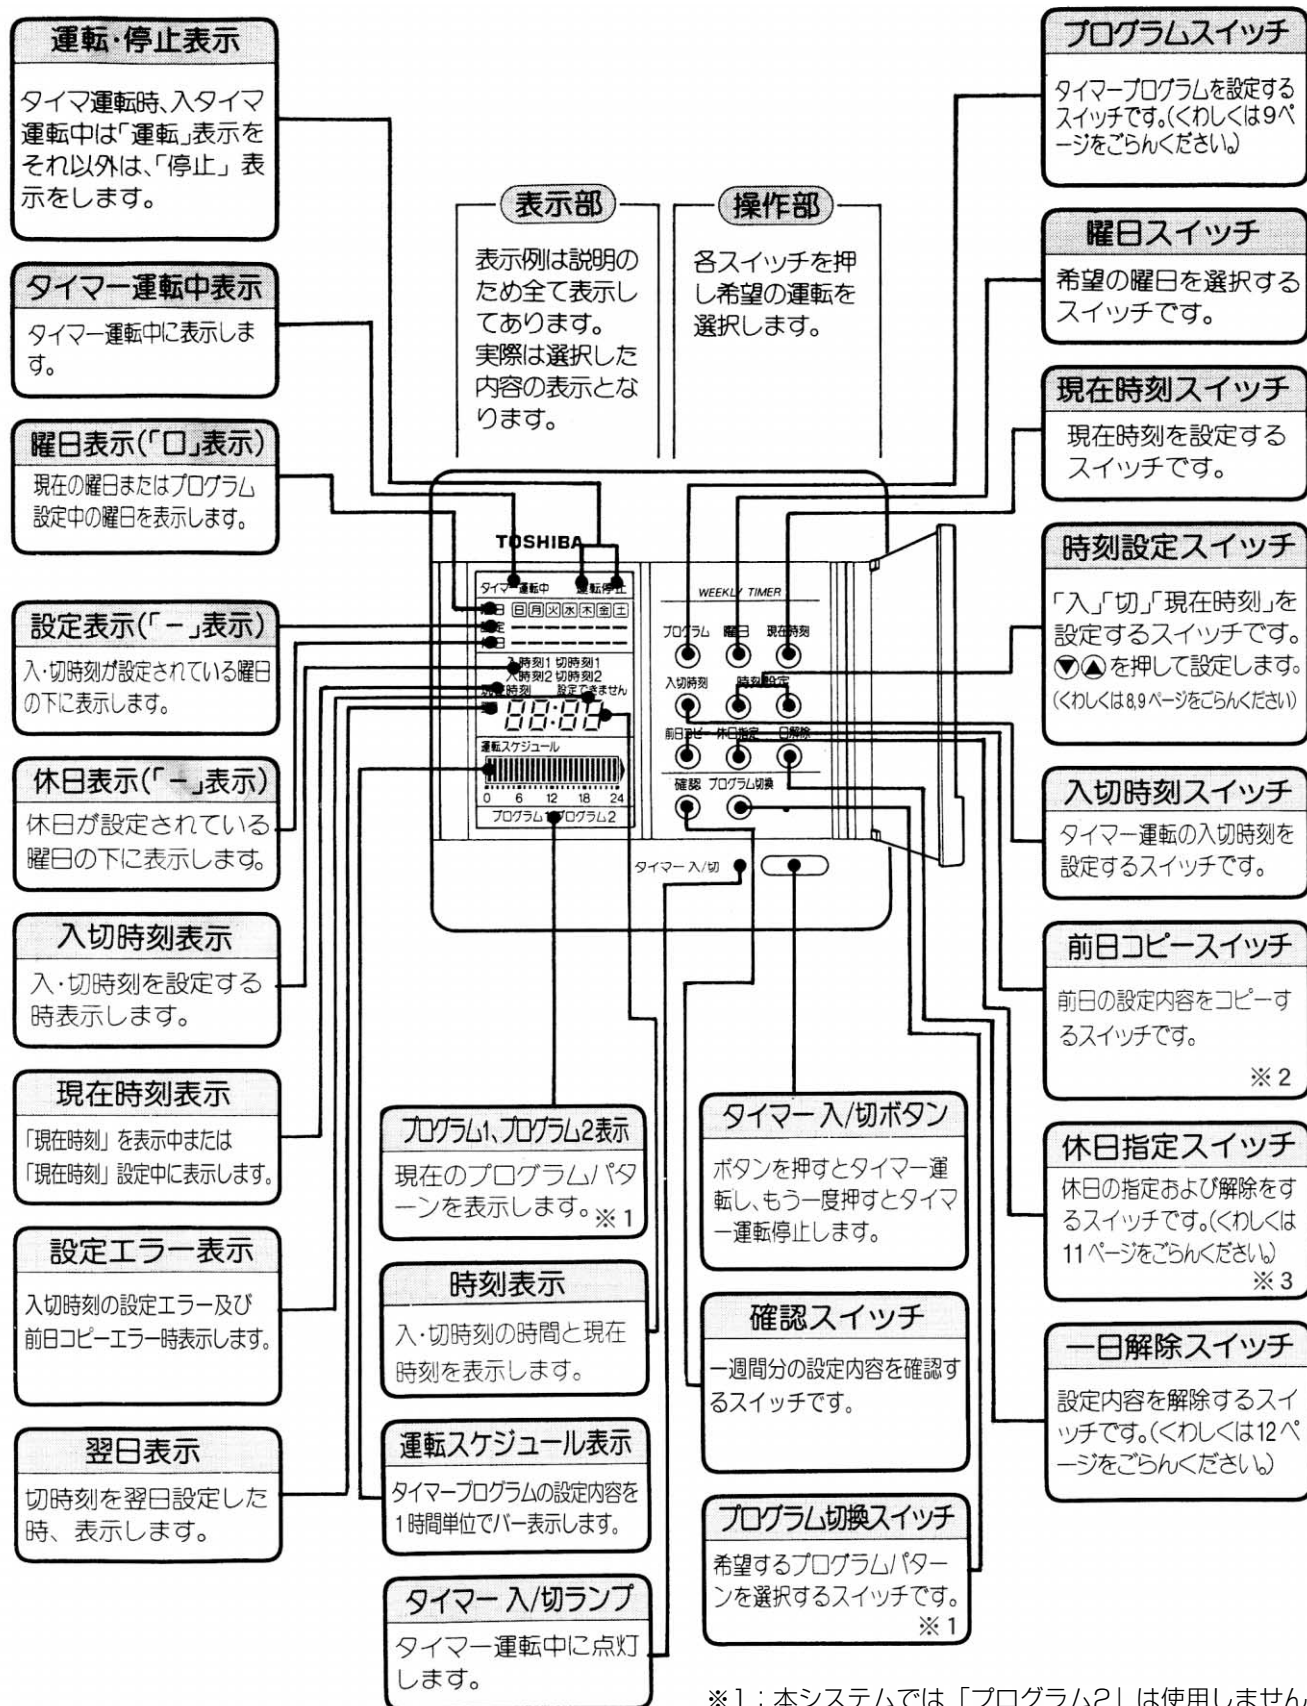 運転・停止表示
タイマ運転時、入タイマ
運転中は「運転」表示を
それ以外は、「停止」表
示をします。
タイマー運転中表示
タイマー運転中に表示しま
す。
曜日表示(「口」表示)
現在の曜日またはプログラム
設定中の曜日を表示します。
設定表示(「－」表示)
入・切時刻が設定されている曜日
の下に表示します。
休日表示(「－」表示)
休日が設定されている
曜日の下に表示します。
入切時刻表示
入・切時刻を設定する
時表示します。
現在時刻表示
「現在時刻」を表示中または
「現在時刻」設定中に表示します。
設定エラー表示
入切時刻の設定エラー及び
前日コピーエラー時表示します。
翌日表示
切時刻を翌日設定した
時、表示します。
表示部
表示例は説明の
ため全て表示し
てあります。
実際は選択した
内容の表示とな
ります。
操作部
各スイッチを押
し希望の運転を
選択します。
TOSHIBA
タイマー運転中 運転停止
日月火水木金土
入時刻1 切時刻1
入時刻2 切時刻2
時刻 設定できません
88:88
運転スケジュール
0 6 12 18 24
プログラム1 プログラム2
WEEKLY TIMER
プログラム 曜日 現在時刻
入切時刻 時刻設定
前日コピー 休日指定 日解除
確認 プログラム切換
タイマー 入/切
プログラム1、プログラム2表示
現在のプログラムパタ
ーンを表示します。※1
時刻表示
入・切時刻の時間と現在
時刻を表示します。
運転スケジュール表示
タイマープログラムの設定内容を
1時間単位でバー表示します。
タイマー 入/切ランプ
タイマー運転中に点灯
します。
タイマー 入/切ボタン
ボタンを押すとタイマー運
転し、もう一度押すとタイマ
ー運転停止します。
確認スイッチ
一週間分の設定内容を確認す
るスイッチです。
プログラム切換スイッチ
希望するプログラムパター
ンを選択するスイッチです。
※1
プログラムスイッチ
タイマープログラムを設定する
スイッチです。(くわしくは9ペ
ージをごらんください。)
曜日スイッチ
希望の曜日を選択する
スイッチです。
現在時刻スイッチ
現在時刻を設定する
スイッチです。
時刻設定スイッチ
「入」「切」「現在時刻」を
設定するスイッチです。
▼▲を押して設定します。
(くわしくは8,9ページをごらんください)
入切時刻スイッチ
タイマー運転の入切時刻を
設定するスイッチです。
前日コピースイッチ
前日の設定内容をコピーす
るスイッチです。
※2
休日指定スイッチ
休日の指定および解除をす
るスイッチです。(くわしくは
11ページをごらんください。)
※3
一日解除スイッチ
設定内容を解除するスイ
ッチです。(くわしくは12ペ
ージをごらんください。)
※1：本システムでは「プログラム2」は使用しません